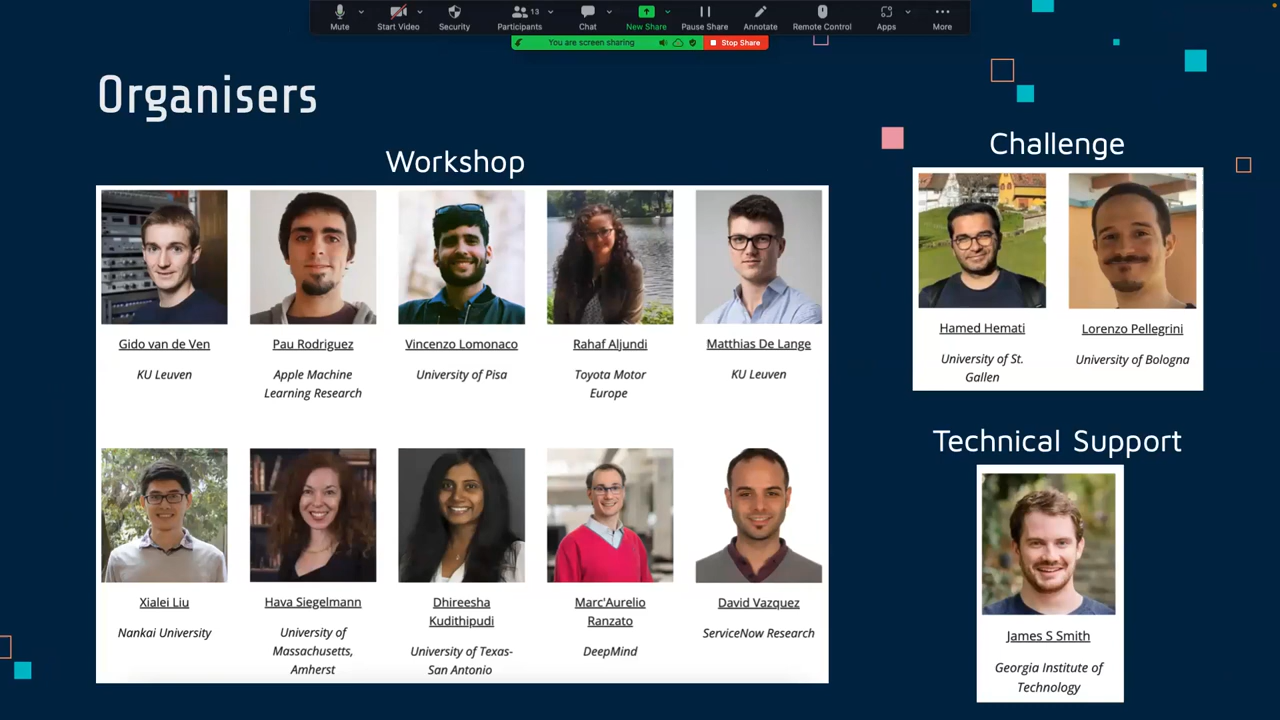 Mute
Start Video
Security
Participants
13
Chat
New Share
Pause Share
Annotate
Remote Control
Apps
More
You are screen sharing
Stop Share
Organisers
Workshop
Gido van de Ven
KU Leuven
Pau Rodriguez
Apple Machine
Learning Research
Vincenzo Lomonaco
University of Pisa
Rahaf Aljundi
Toyota Motor
Europe
Matthias De Lange
KU Leuven
Xialei Liu
Nankai University
Hava Siegelmann
University of
Massachusetts,
Amherst
Dhireesha
Kudithipudi
University of Texas-
San Antonio
Marc'Aurelio
Ranzato
DeepMind
David Vazquez
ServiceNow Research
Challenge
Hamed Hemati
University of St.
Gallen
Lorenzo Pellegrini
University of Bologna
Technical Support
James S Smith
Georgia Institute of
Technology